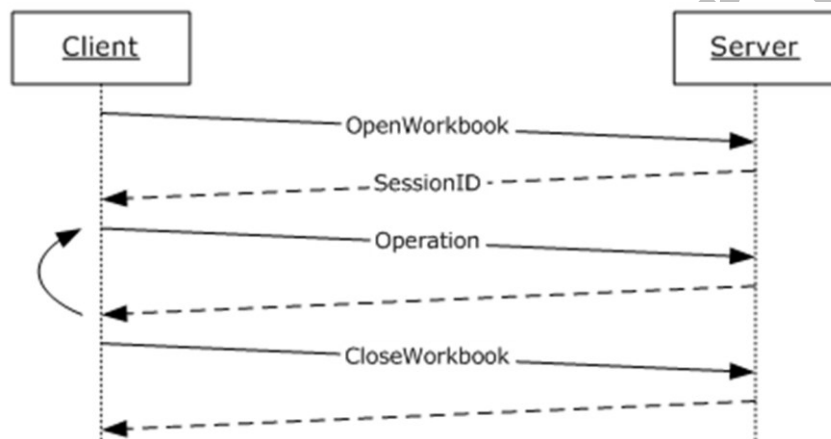 Client
Server
OpenWorkbook
SessionID
Operation
CloseWorkbook